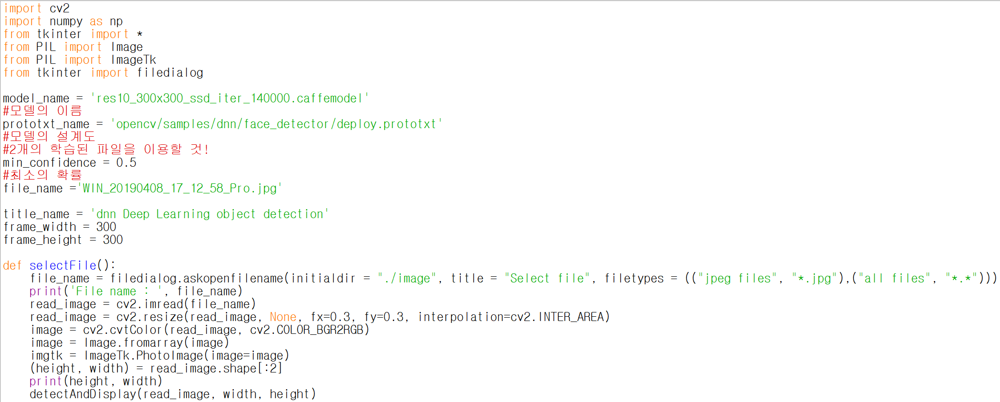 import cv2
import numpy as np
from tkinter import *
from PIL import Image
from PIL import ImageTk
from tkinter import filedialog

model_name = 'res10_300x300_ssd_iter_140000.caffemodel'
#모델의 이름
prototxt_name = 'opencv/samples/dnn/face_detector/deploy.prototxt'
#모델의 설계도
#2개의 학습된 파일을 이용할 것!
min_confidence = 0.5
#최소의 확률
file_name ='WIN_20190408_17_12_58_Pro.jpg'

title_name = 'dnn Deep Learning object detection'
frame_width = 300
frame_height = 300

def selectFile():
    file_name = filedialog.askopenfilename(initialdir = "./image", title = "Select file", filetypes = (("jpeg files", "*.jpg"),("all files", "*.*")))
    print('File name : ', file_name)
    read_image = cv2.imread(file_name)
    read_image = cv2.resize(read_image, None, fx=0.3, fy=0.3, interpolation=cv2.INTER_AREA)
    image = cv2.cvtColor(read_image, cv2.COLOR_BGR2RGB)
    image = Image.fromarray(image)
    imgtk = ImageTk.PhotoImage(image=image)
    (height, width) = read_image.shape[:2]
    print(height, width)
    detectAndDisplay(read_image, width, height)